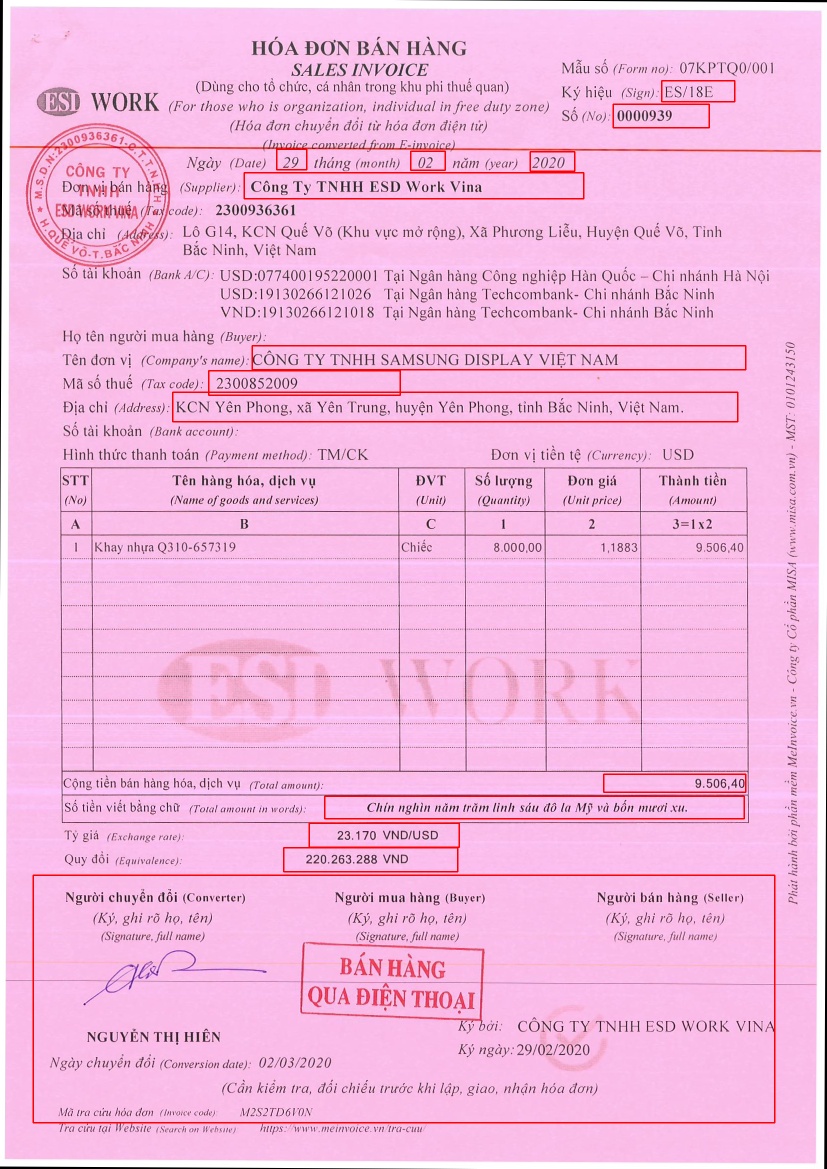 HÓA ĐƠN BÁN HÀNG
SALES INVOICE
(Dùng cho tổ chức, cá nhân trong khu phi thuế quan)
(For those who is organization, individual in free duty zone)
(Hóa đơn chuyển đổi từ hóa đơn điện tử)
(Invoice converted from E-invoice)
ESD WORK
Mẫu số (Form no): 07KPTQ0/001
Ký hiệu (Sign): ES/18E
Số (No): 0000939
Ngày (Date) 29 tháng (month) 02 năm (year) 2020
M.S.D.N:2300936361-C.T.T.N.H.H
CÔNG TY
TNHH
ESD WORK VINA
H.QUẾ VÕ-T.BẮC NINH
Đơn vị bán hàng (Supplier): Công Ty TNHH ESD Work Vina
Mã số thuế (Tax code): 2300936361
Địa chỉ (Address): Lô G14, KCN Quế Võ (Khu vực mở rộng), Xã Phương Liễu, Huyện Quế Võ, Tỉnh
Bắc Ninh, Việt Nam
Số tài khoản (Bank A/C): USD:077400195220001 Tại Ngân hàng Công nghiệp Hàn Quốc – Chi nhánh Hà Nội
USD:19130266121026 Tại Ngân hàng Techcombank- Chi nhánh Bắc Ninh
VND:19130266121018 Tại Ngân hàng Techcombank- Chi nhánh Bắc Ninh
Họ tên người mua hàng (Buyer):
Tên đơn vị (Company's name): CÔNG TY TNHH SAMSUNG DISPLAY VIỆT NAM
Mã số thuế (Tax code): 2300852009
Địa chỉ (Address): KCN Yên Phong, xã Yên Trung, huyện Yên Phong, tỉnh Bắc Ninh, Việt Nam.
Số tài khoản (Bank account):
Hình thức thanh toán (Payment method): TM/CK Đơn vị tiền tệ (Currency): USD
STT Tên hàng hóa, dịch vụ ĐVT Số lượng Đơn giá Thành tiền
(No) (Name of goods and services) (Unit) (Quantity) (Unit price) (Amount)
A B C 1 2 3=1x2
1 Khay nhựa Q310-657319 Chiếc 8.000,00 1,1883 9.506,40
ESD WORK
Cộng tiền bán hàng hóa, dịch vụ (Total amount): 9.506,40
Số tiền viết bằng chữ (Total amount in words): Chín nghìn năm trăm linh sáu đô la Mỹ và bốn mươi xu.
Tỷ giá (Exchange rate): 23.170 VND/USD
Quy đổi (Equivalence): 220.263.288 VND
Người chuyển đổi (Converter) Người mua hàng (Buyer) Người bán hàng (Seller)
(Ký, ghi rõ họ, tên) (Ký, ghi rõ họ, tên) (Ký, ghi rõ họ, tên)
(Signature, full name) (Signature, full name) (Signature, full name)
BÁN HÀNG
QUA ĐIỆN THOẠI
NGUYỄN THỊ HIÊN
Ký bởi: CÔNG TY TNHH ESD WORK VINA
Ký ngày: 29/02/2020
Ngày chuyển đổi (Conversion date): 02/03/2020
(Cần kiểm tra, đối chiếu trước khi lập, giao, nhận hóa đơn)
Mã tra cứu hóa đơn (Invoice code): M2S2TD6V0N
Tra cứu tại Website (Search on Website) https://www.meinvoice.vn/tra-cuu/
Phát hành bởi phần mềm MeInvoice.vn - Công ty Cổ phần MISA (www.misa.com.vn) - MST: 0101243150